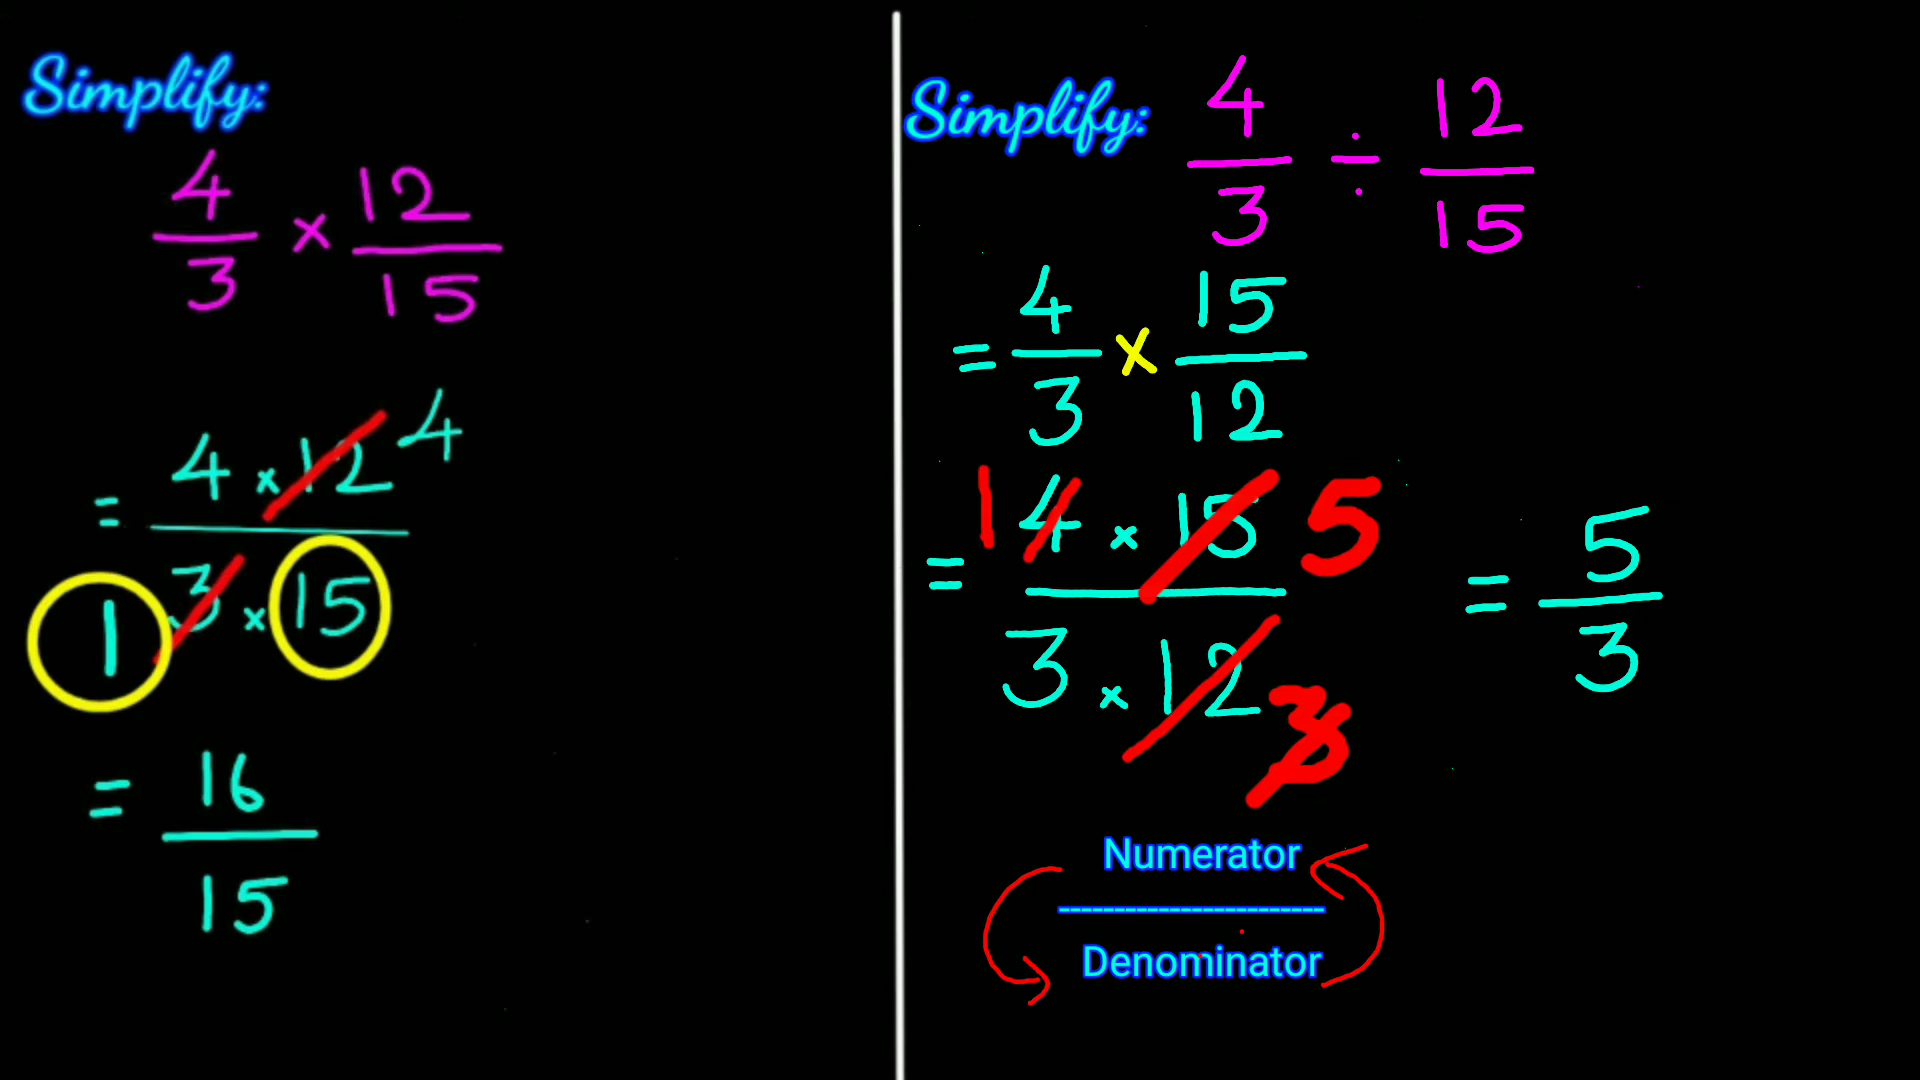 Simplify:
4/3 × 12/15
= 4 × 12 4 / 1 3 × 15
= 16/15
Simplify: 4/3 ÷ 12/15
= 4/3 × 15/12
= 1 4 × 15 5 / 3 × 12 3 = 5/3
Numerator
------------------------
Denominator